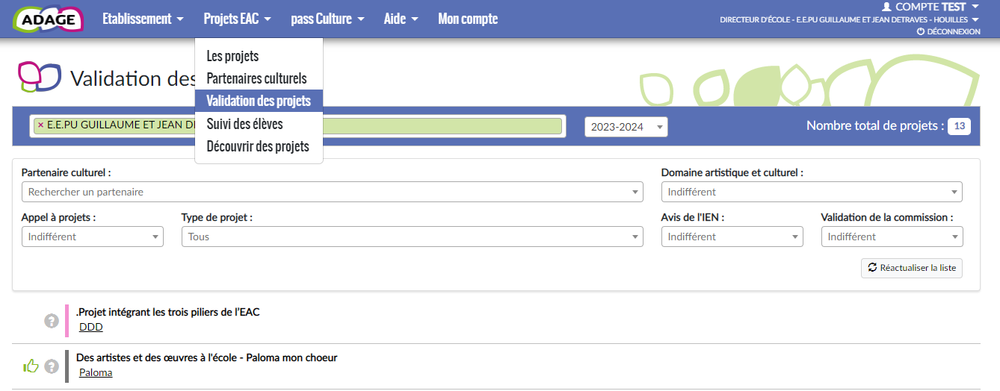 ADAGE
Etablissement
Projets EAC
pass Culture
Aide
Mon compte
COMPTE TEST
DIRECTEUR D'ÉCOLE - E.E.PU GUILLAUME ET JEAN DETRAVES - HOUILLES
DÉCONNEXION
Les projets
Partenaires culturels
Validation des projets
Suivi des élèves
Découvrir des projets
Validation des
× E.E.PU GUILLAUME ET JEAN
2023-2024
Nombre total de projets : 13
Partenaire culturel :
Domaine artistique et culturel :
Rechercher un partenaire
Indifférent
Appel à projets :
Type de projet :
Avis de l'IEN :
Validation de la commission :
Indifférent
Tous
Indifférent
Indifférent
Réactualiser la liste
?
.Projet intégrant les trois piliers de l’EAC
DDD
?
Des artistes et des œuvres à l'école - Paloma mon choeur
Paloma